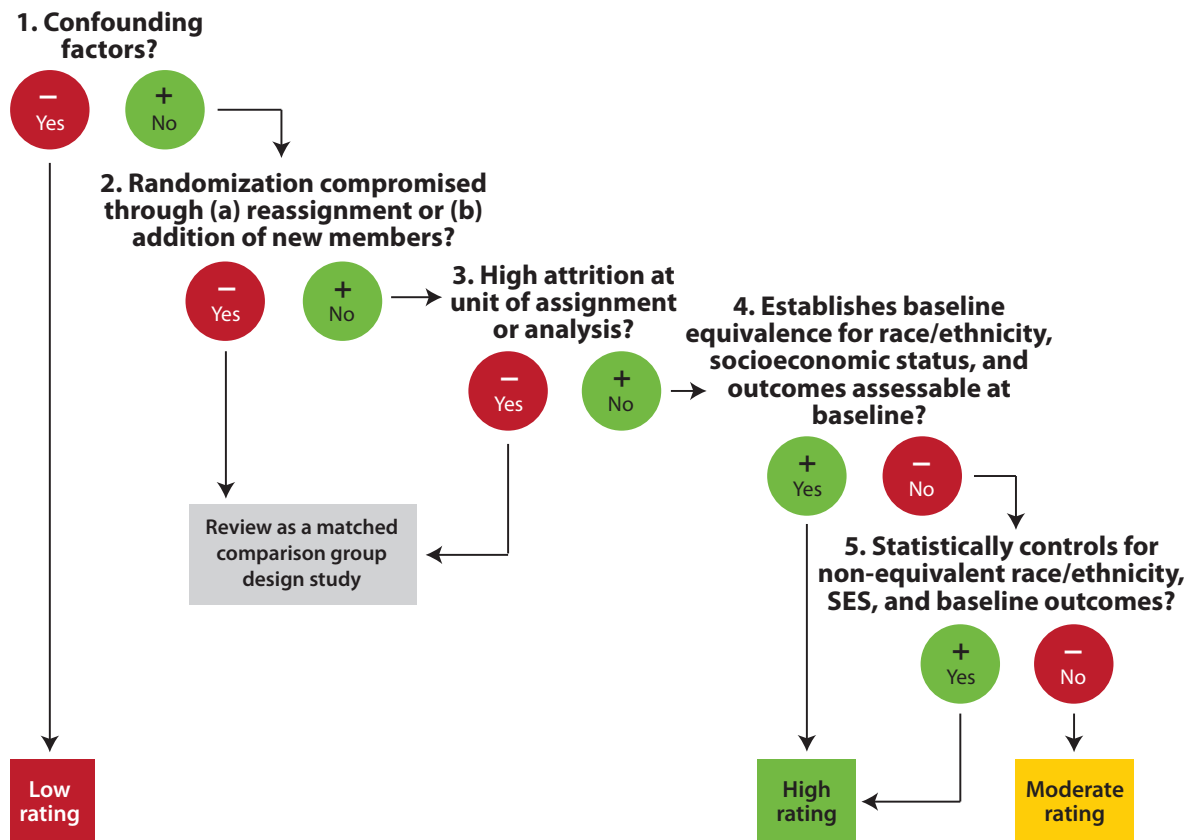 1. Confounding
factors?
–
Yes
+
No
2. Randomization compromised
through (a) reassignment or (b)
addition of new members?
–
Yes
+
No
3. High attrition at
unit of assignment
or analysis?
–
Yes
+
No
4. Establishes baseline
equivalence for race/ethnicity,
socioeconomic status, and
outcomes assessable at
baseline?
+
Yes
–
No
Review as a matched
comparison group
design study
5. Statistically controls for
non-equivalent race/ethnicity,
SES, and baseline outcomes?
+
Yes
–
No
Low
rating
High
rating
Moderate
rating